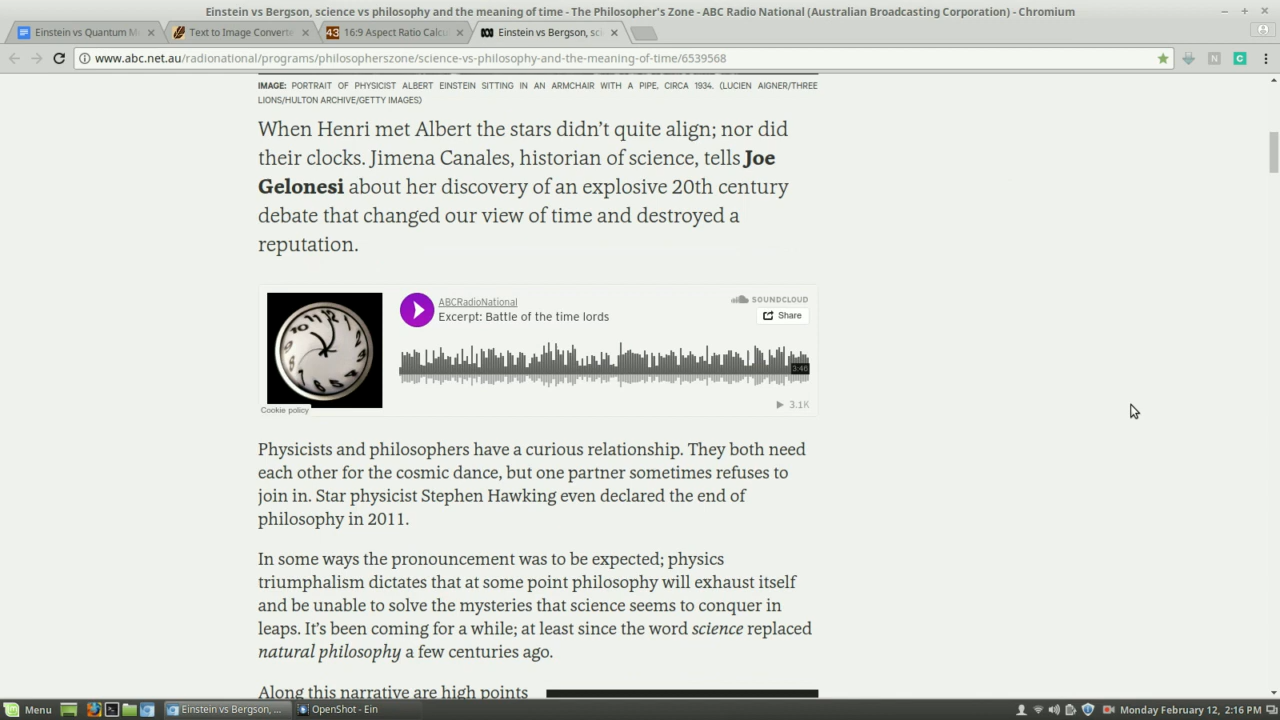 Einstein vs Bergson, science vs philosophy and the meaning of time - The Philosopher's Zone - ABC Radio National (Australian Broadcasting Corporation) - Chromium
Einstein vs Quantum M
Text to Image Converte
16:9 Aspect Ratio Calcu
Einstein vs Bergson, sci
www.abc.net.au/radionational/programs/philosopherszone/science-vs-philosophy-and-the-meaning-of-time/6539568
IMAGE: PORTRAIT OF PHYSICIST ALBERT EINSTEIN SITTING IN AN ARMCHAIR WITH A PIPE, CIRCA 1934. (LUCIEN AIGNER/THREE
LIONS/HULTON ARCHIVE/GETTY IMAGES)
When Henri met Albert the stars didn't quite align; nor did
their clocks. Jimena Canales, historian of science, tells Joe
Gelonesi about her discovery of an explosive 20th century
debate that changed our view of time and destroyed a
reputation.
ABCRadioNational
SOUNDCLOUD
Excerpt: Battle of the time lords
Share
3:46
Cookie policy
3.1K
Physicists and philosophers have a curious relationship. They both need
each other for the cosmic dance, but one partner sometimes refuses to
join in. Star physicist Stephen Hawking even declared the end of
philosophy in 2011.
In some ways the pronouncement was to be expected; physics
triumphalism dictates that at some point philosophy will exhaust itself
and be unable to solve the mysteries that science seems to conquer in
leaps. It's been coming for a while; at least since the word science replaced
natural philosophy a few centuries ago.
Along this narrative are high points
Menu
Einstein vs Bergson, ...
OpenShot - Ein
Monday February 12, 2:16 PM